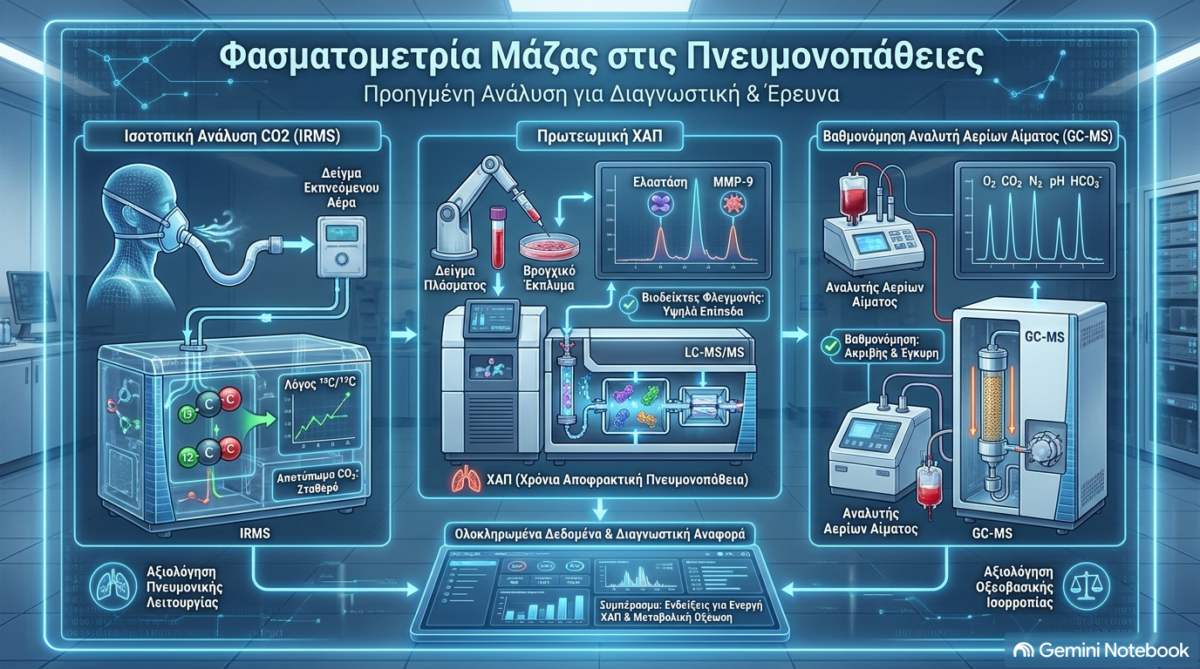 Φασματομετρία Μάζας στις Πνευμονοπάθειες
Προηγμένη Ανάλυση για Διαγνωστική & Έρευνα
Ισοτοπική Ανάλυση CO2 (IRMS)
Δείγμα
Εκπνεόμενου
Αέρα
Λόγος ¹³C/¹²C
13 C C
12 C C
Αποτύπωμα CO₂:
Σταθερό
IRMS
Πρωτεωμική ΧΑΠ
Δείγμα
Πλάσματος
Βρογχικό
Έκπλυμα
Ελαστάση
MMP-9
Βιοδείκτες Φλεγμονής:
Υψηλά Επίπεδα
LC-MS/MS
ΧΑΠ (Χρόνια Αποφρακτική Πνευμονοπάθεια)
Βαθμονόμηση Αναλυτή Αερίων Αίματος (GC-MS)
O₂ CO₂ N₂ pH HCO₃⁻
Αναλυτής Αερίων
Αίματος
Βαθμονόμηση:
Ακριβής & Έγκυρη
GC-MS
Αναλυτής
Αερίων Αίματος
GC-MS
Ολοκληρωμένα Δεδομένα & Διαγνωστική Αναφορά
Συμπέρασμα: Ενδείξεις για Ενεργή
ΧΑΠ & Μεταβολική Οξέωση
Αξιολόγηση
Πνευμονικής
Λειτουργίας
Αξιολόγηση
Οξεοβασικής
Ισορροπίας
Gemini Notebook